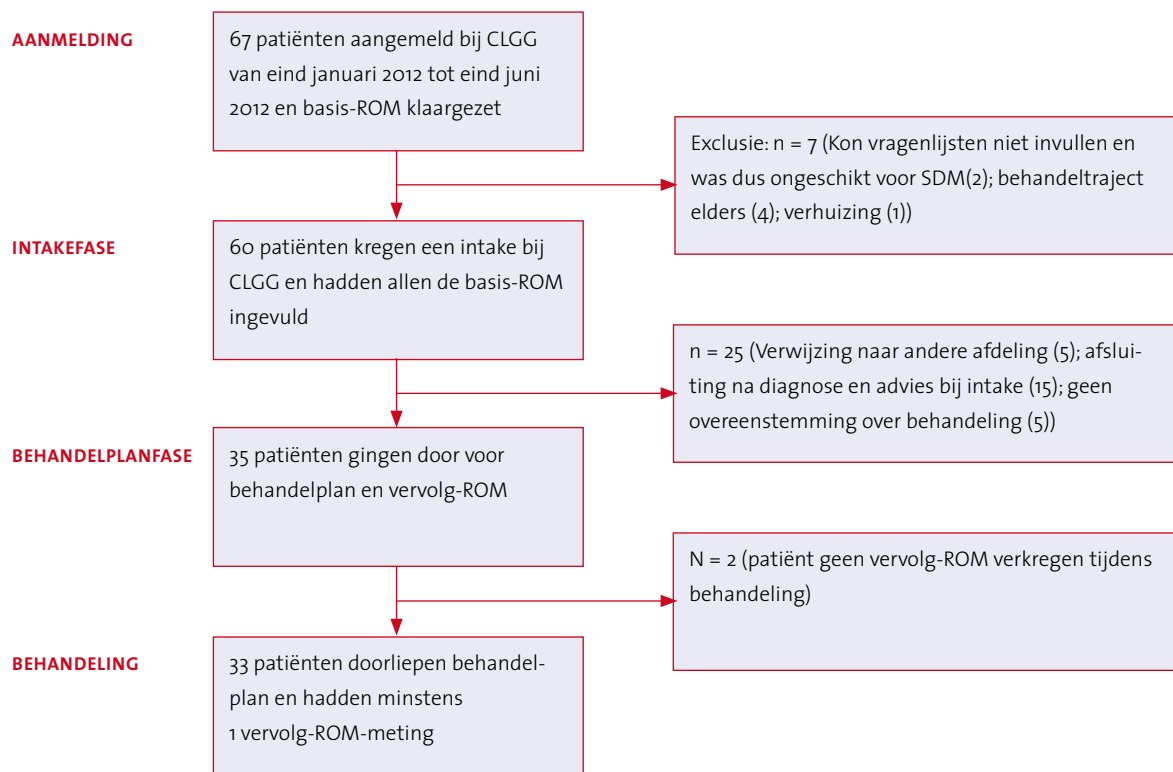 AANMELDING
67 patiënten aangemeld bij CLGG
van eind januari 2012 tot eind juni
2012 en basis-ROM klaargezet
Exclusie: n = 7 (Kon vragenlijsten niet invullen en
was dus ongeschikt voor SDM(2); behandeltraject
elders (4); verhuizing (1))
INTAKEFASE
60 patiënten kregen een intake bij
CLGG en hadden allen de basis-ROM
ingevuld
n = 25 (Verwijzing naar andere afdeling (5); afslui-
ting na diagnose en advies bij intake (15); geen
overeenstemming over behandeling (5))
BEHANDELPLANFASE
35 patiënten gingen door voor
behandelplan en vervolg-ROM
N = 2 (patiënt geen vervolg-ROM verkregen tijdens
behandeling)
BEHANDELING
33 patiënten doorliepen behandel-
plan en hadden minstens
1 vervolg-ROM-meting